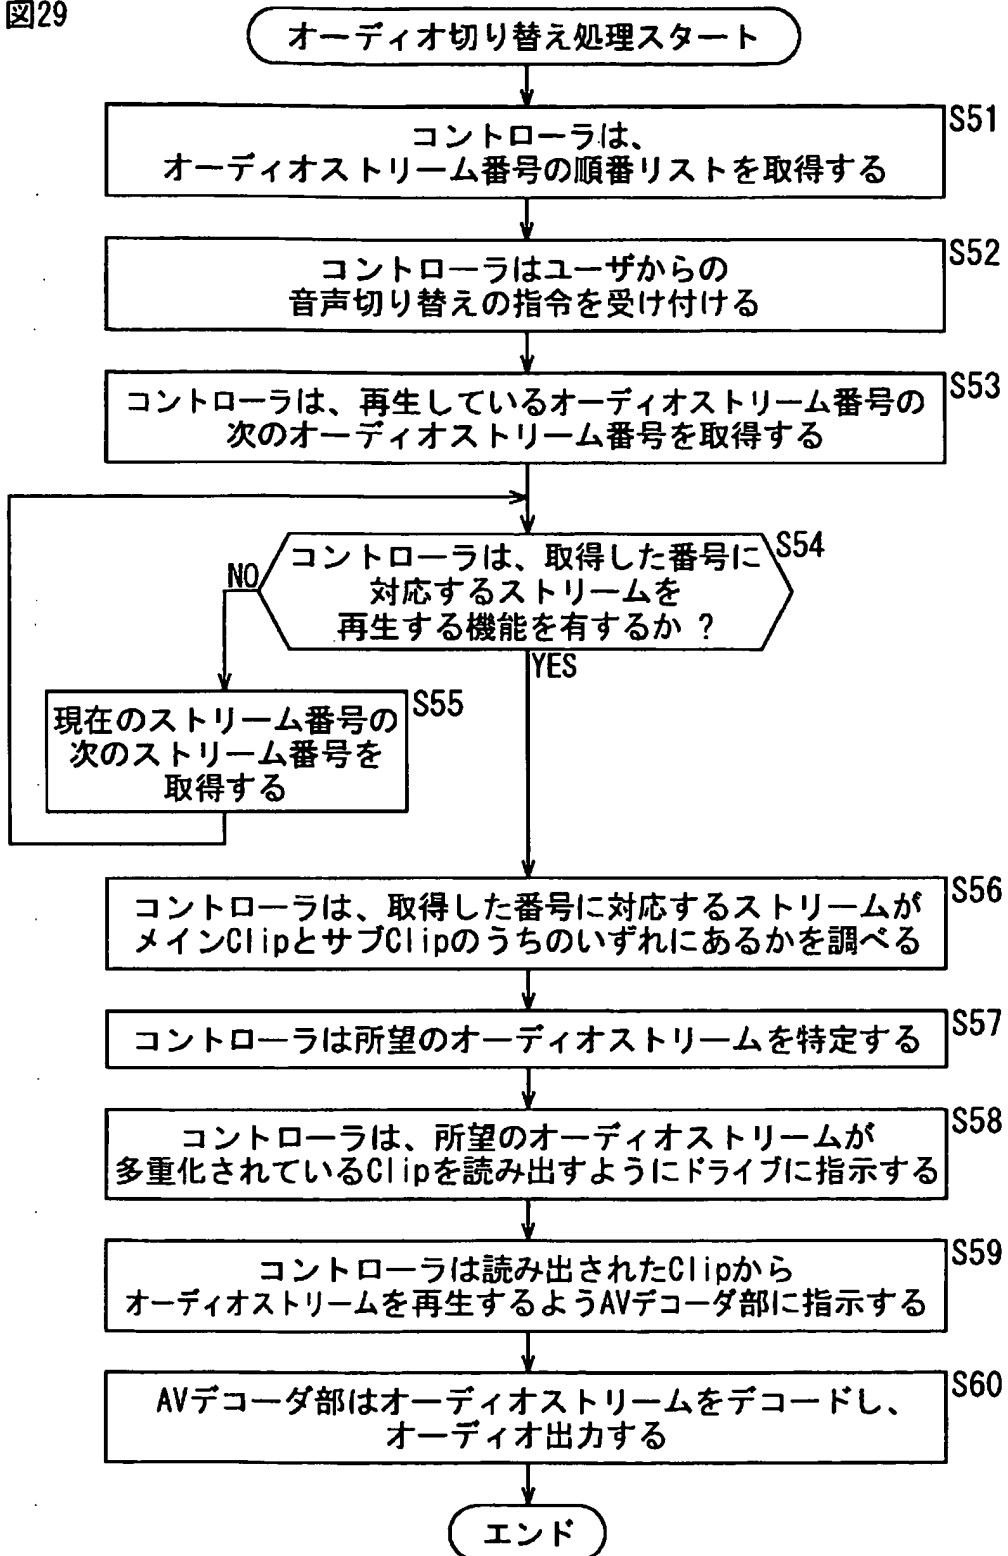 図29
オーディオ切り替え処理スタート
S51
コントローラは、
オーディオストリーム番号の順番リストを取得する
S52
コントローラはユーザからの
音声切り替えの指令を受け付ける
S53
コントローラは、再生しているオーディオストリーム番号の
次のオーディオストリーム番号を取得する
S54
コントローラは、取得した番号に
対応するストリームを
再生する機能を有するか ?
NO
YES
S55
現在のストリーム番号の
次のストリーム番号を
取得する
S56
コントローラは、取得した番号に対応するストリームが
メインClipとサブClipのうちのいずれにあるかを調べる
S57
コントローラは所望のオーディオストリームを特定する
S58
コントローラは、所望のオーディオストリームが
多重化されているClipを読み出すようにドライブに指示する
S59
コントローラは読み出されたClipから
オーディオストリームを再生するようAVデコーダ部に指示する
S60
AVデコーダ部はオーディオストリームをデコードし、
オーディオ出力する
エンド